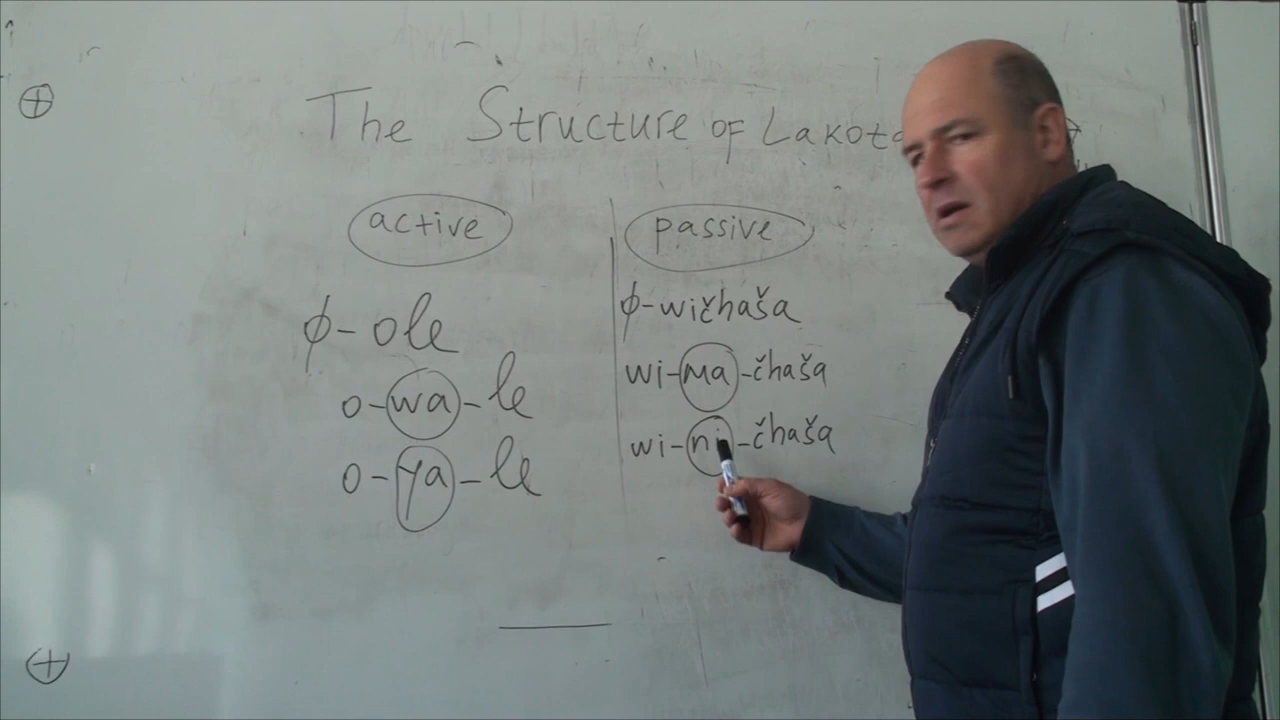 The Structure of Lakota
active
passive
ϕ-ole
o-wa-le
o-ya-le
ϕ-wičhaša
wi-ma-čhaša
wi-ni-čhaša